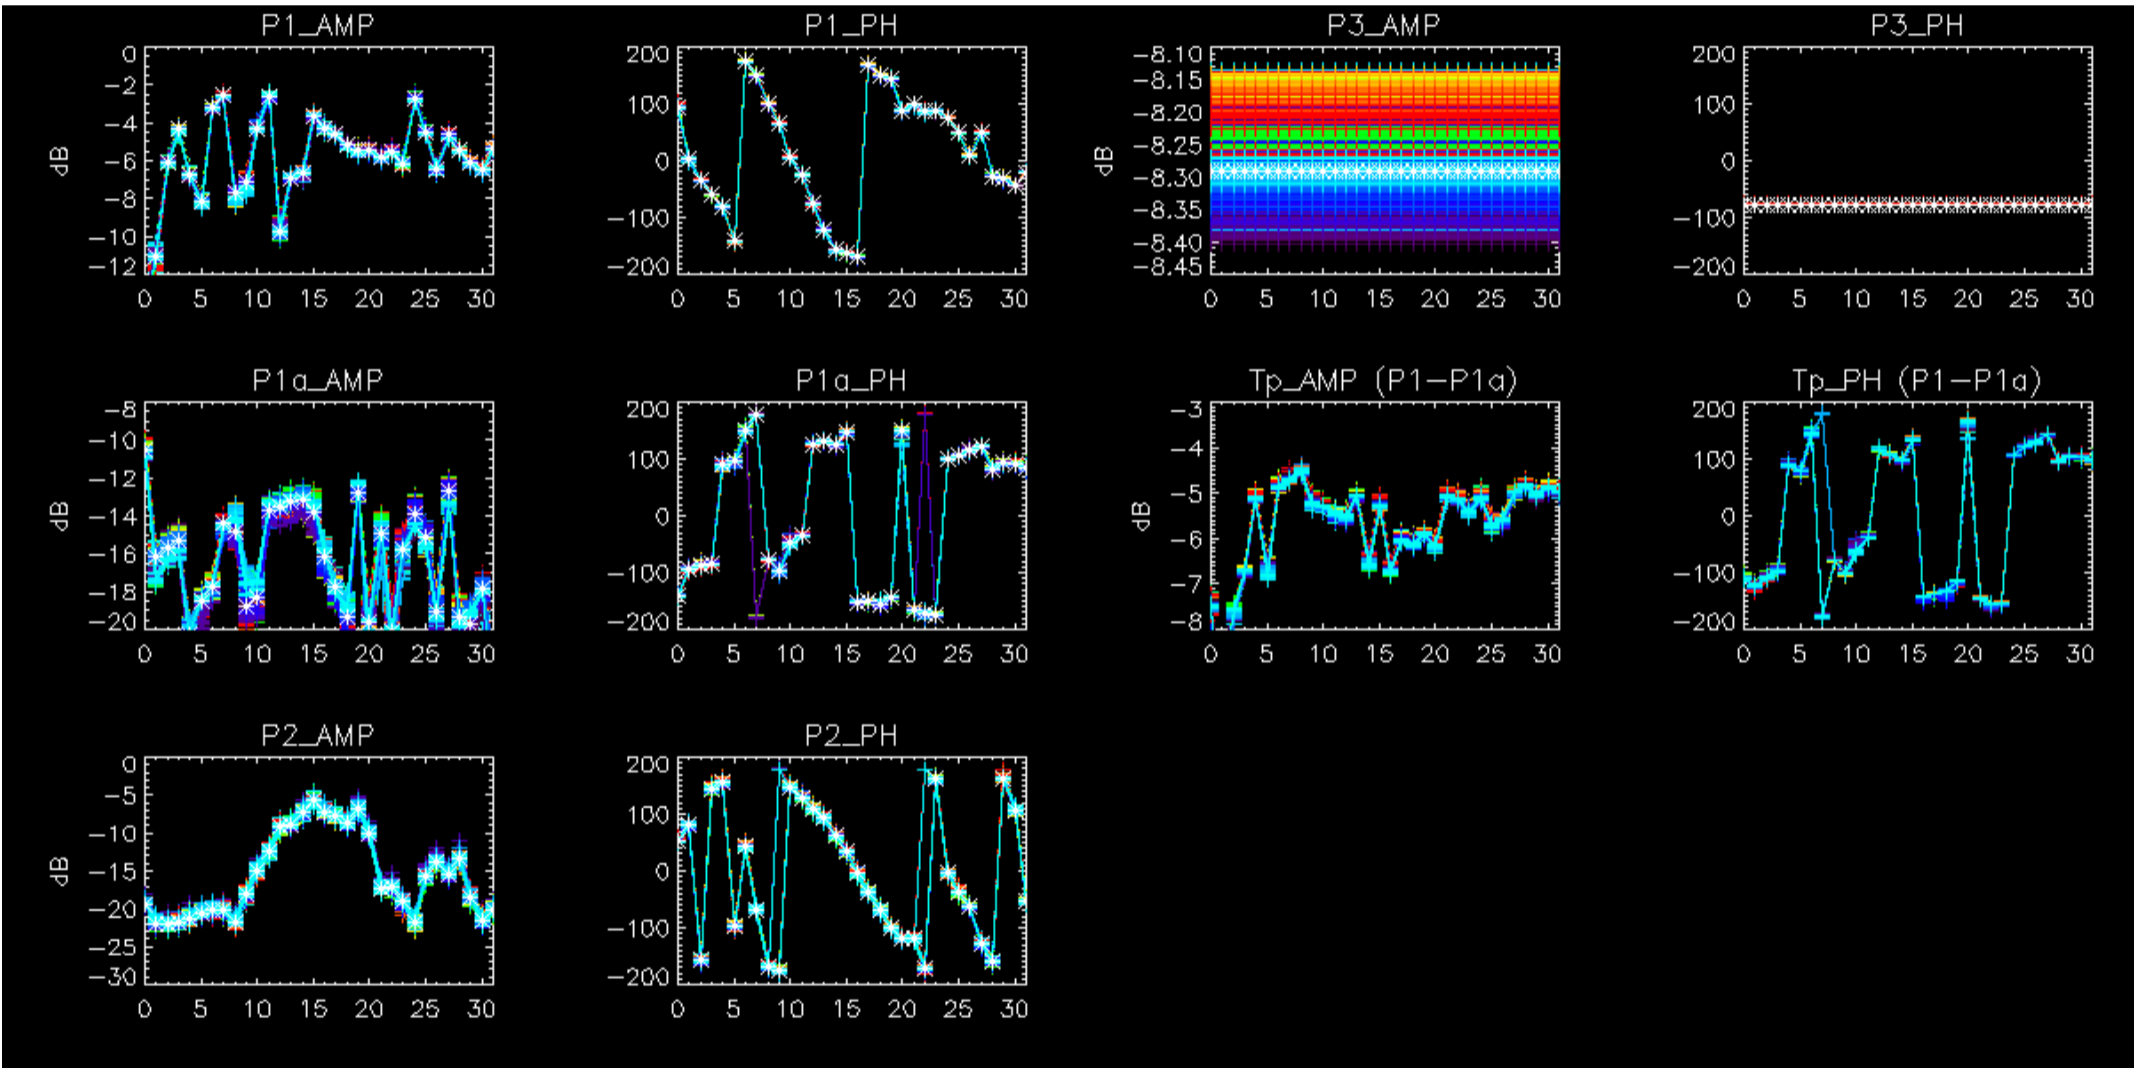 P1_AMP
dB
0
−2
−4
−6
−8
−10
−12
0 5 10 15 20 25 30
P1_PH
200
100
0
−100
−200
0 5 10 15 20 25 30
P3_AMP
dB
−8.10
−8.15
−8.20
−8.25
−8.30
−8.35
−8.40
−8.45
0 5 10 15 20 25 30
P3_PH
200
100
0
−100
−200
0 5 10 15 20 25 30
P1a_AMP
dB
−8
−10
−12
−14
−16
−18
−20
0 5 10 15 20 25 30
P1a_PH
200
100
0
−100
−200
0 5 10 15 20 25 30
Tp_AMP (P1−P1a)
dB
−3
−4
−5
−6
−7
−8
0 5 10 15 20 25 30
Tp_PH (P1−P1a)
200
100
0
−100
−200
0 5 10 15 20 25 30
P2_AMP
dB
0
−5
−10
−15
−20
−25
−30
0 5 10 15 20 25 30
P2_PH
200
100
0
−100
−200
0 5 10 15 20 25 30